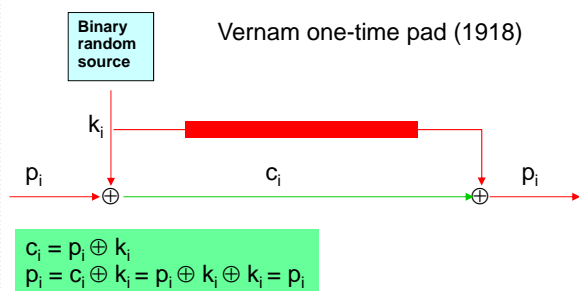 Binary
random
source
Vernam one-time pad (1918)
kᵢ
pᵢ
cᵢ
pᵢ
⊕
⊕
cᵢ = pᵢ ⊕ kᵢ
pᵢ = cᵢ ⊕ kᵢ = pᵢ ⊕ kᵢ ⊕ kᵢ = pᵢ